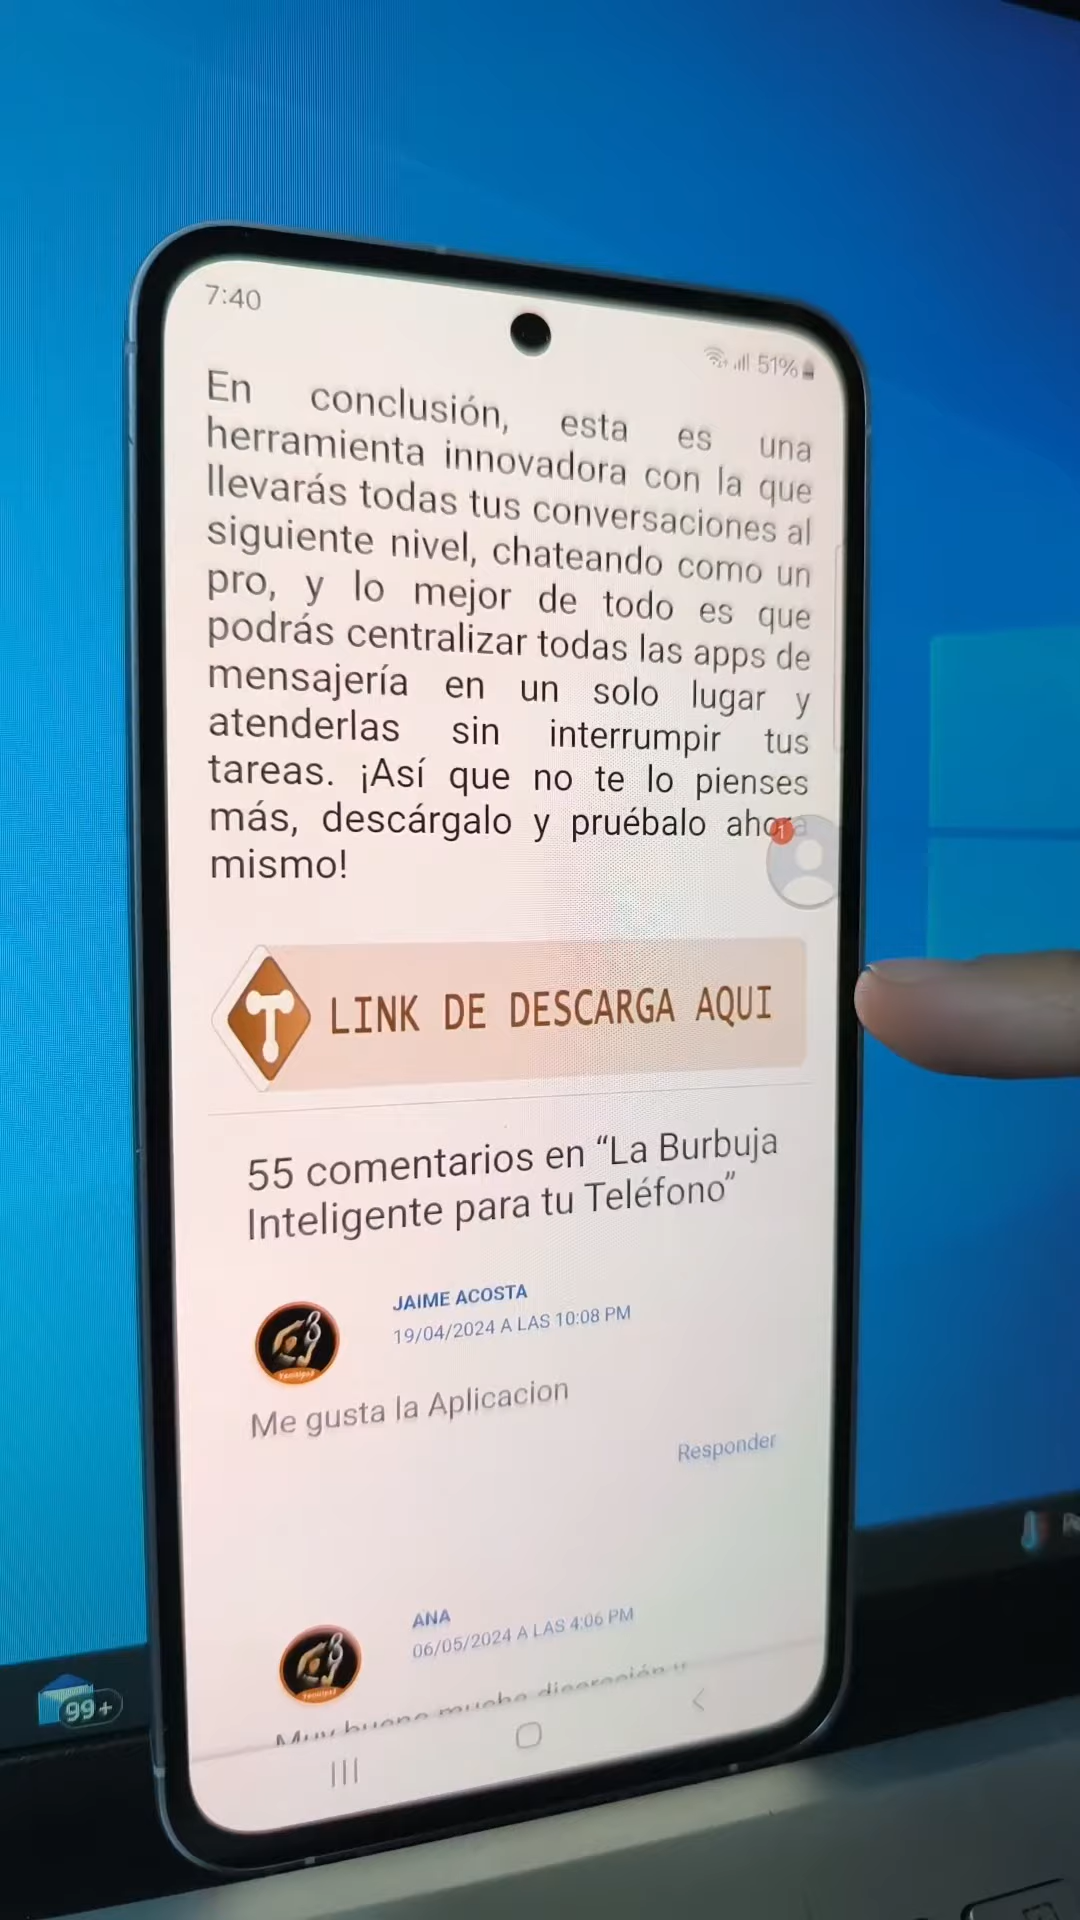 7:40
51%
En conclusión, esta es una
herramienta innovadora con la que
llevarás todas tus conversaciones al
siguiente nivel, chateando como un
pro, y lo mejor de todo es que
podrás centralizar todas las apps de
mensajería en un solo lugar y
atenderlas sin interrumpir tus
tareas. ¡Así que no te lo pienses
más, descárgalo y pruébalo ahora
mismo!
1
LINK DE DESCARGA AQUI
55 comentarios en “La Burbuja
Inteligente para tu Teléfono”
JAIME ACOSTA
19/04/2024 A LAS 10:08 PM
Me gusta la Aplicacion
Responder
ANA
06/05/2024 A LAS 4:06 PM
99+